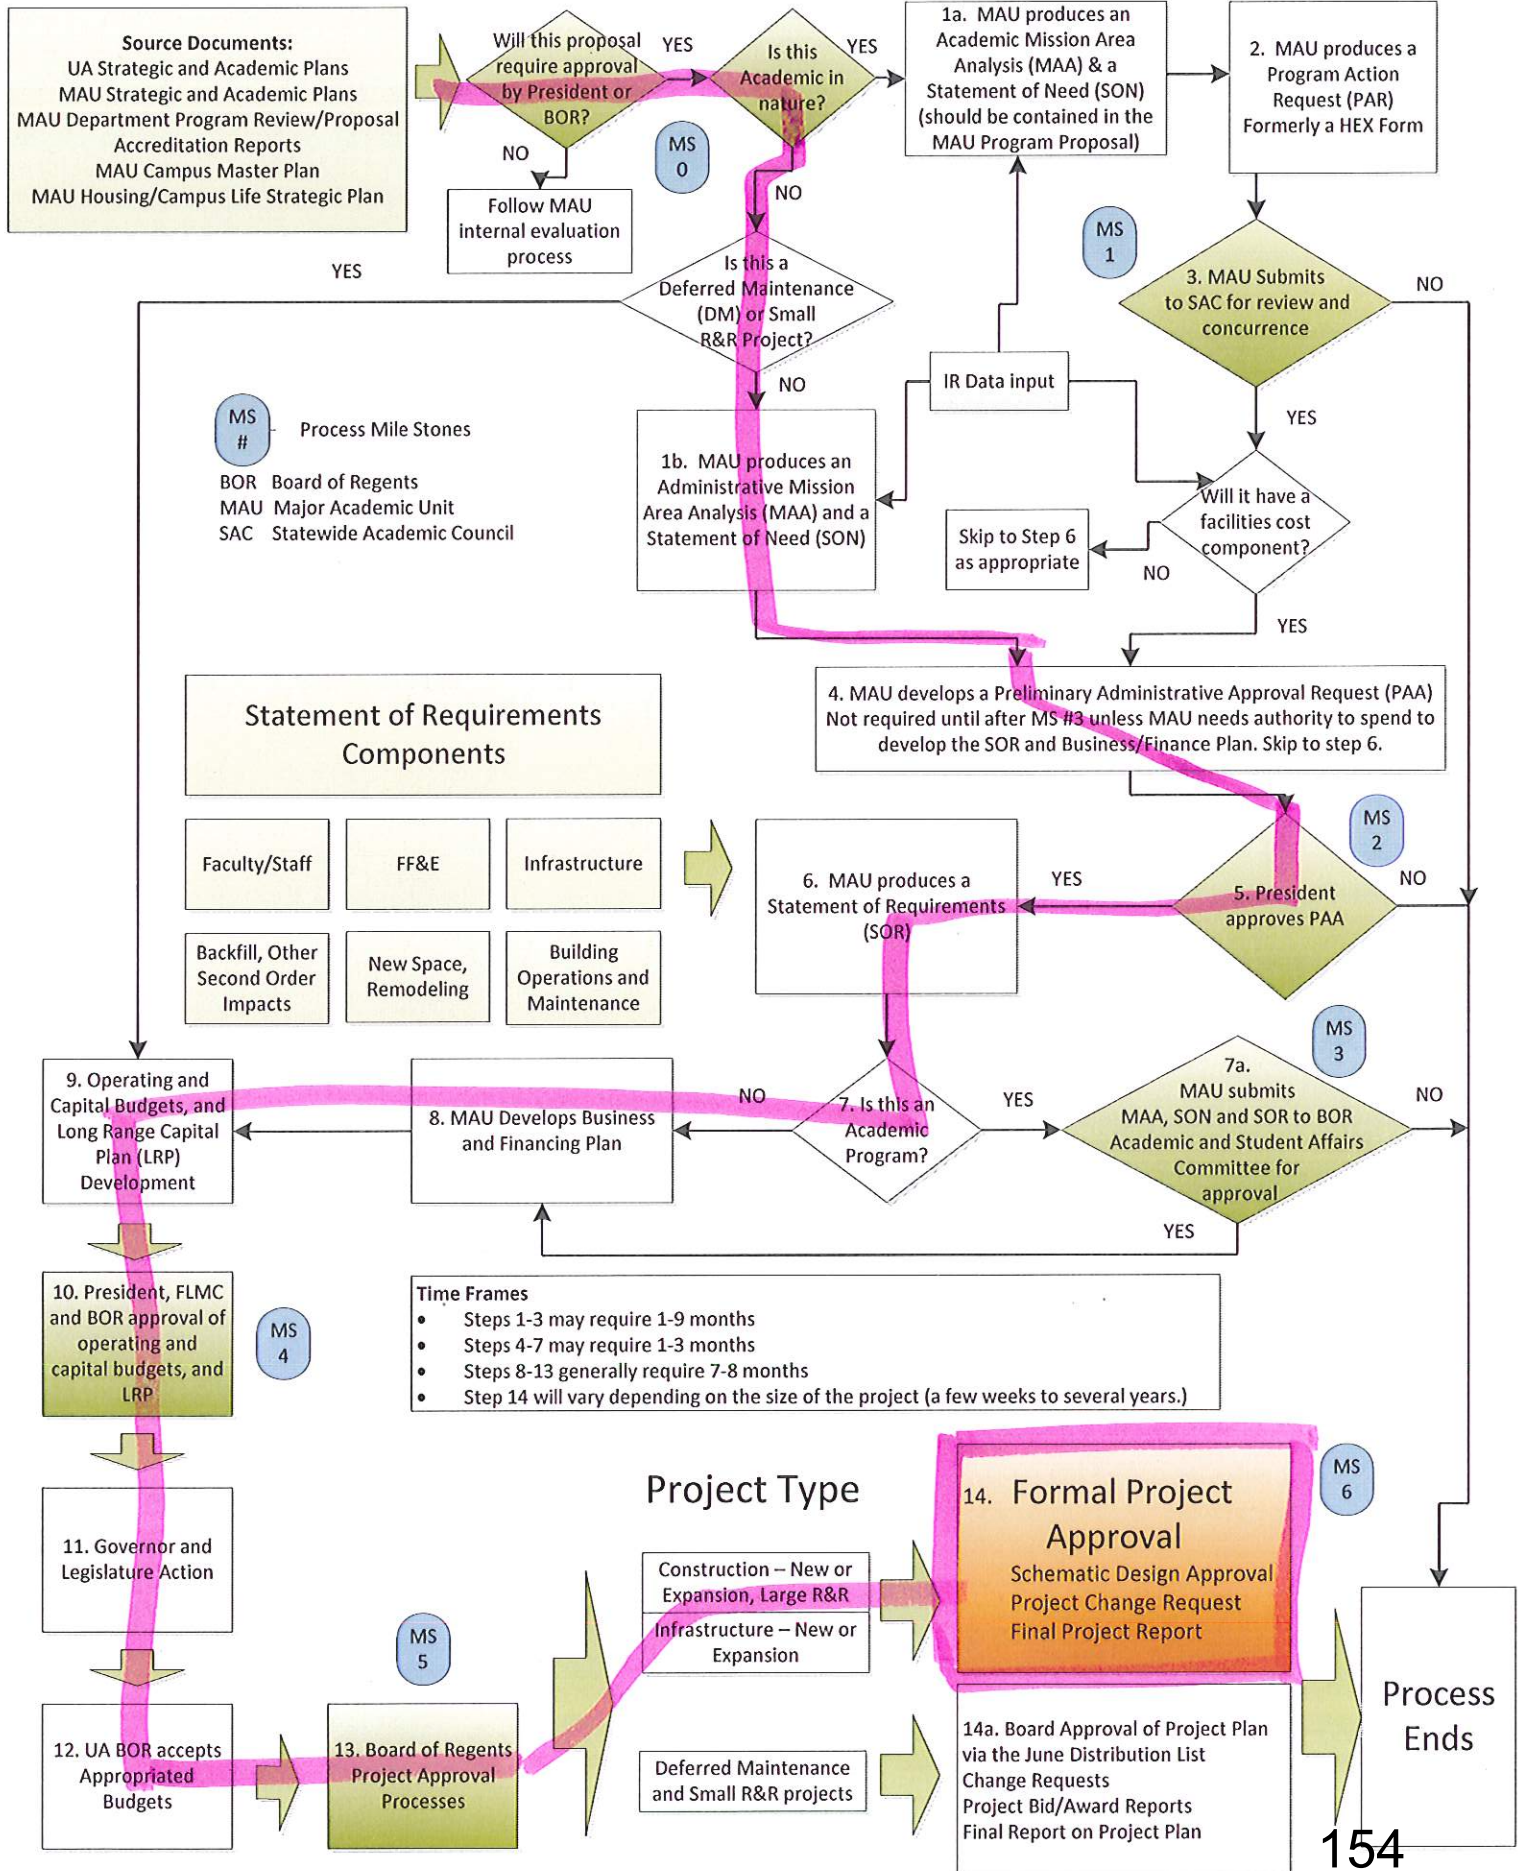 Source Documents:
UA Strategic and Academic Plans
MAU Strategic and Academic Plans
MAU Department Program Review/Proposal
Accreditation Reports
MAU Campus Master Plan
MAU Housing/Campus Life Strategic Plan
Will this proposal
require approval
by President or
BOR?
YES
NO
Follow MAU
internal evaluation
process
MS
0
Is this
Academic in
nature?
YES
NO
1a. MAU produces an
Academic Mission Area
Analysis (MAA) & a
Statement of Need (SON)
(should be contained in the
MAU Program Proposal)
2. MAU produces a
Program Action
Request (PAR)
Formerly a HEX Form
MS
1
3. MAU Submits
to SAC for review and
concurrence
NO
YES
YES
Is this a
Deferred Maintenance
(DM) or Small
R&R Project?
NO
IR Data input
MS
#
Process Mile Stones
BOR Board of Regents
MAU Major Academic Unit
SAC Statewide Academic Council
1b. MAU produces an
Administrative Mission
Area Analysis (MAA) and a
Statement of Need (SON)
Will it have a
facilities cost
component?
Skip to Step 6
as appropriate
NO
YES
4. MAU develops a Preliminary Administrative Approval Request (PAA)
Not required until after MS #3 unless MAU needs authority to spend to
develop the SOR and Business/Finance Plan. Skip to step 6.
Statement of Requirements
Components
Faculty/Staff
FF&E
Infrastructure
Backfill, Other
Second Order
Impacts
New Space,
Remodeling
Building
Operations and
Maintenance
6. MAU produces a
Statement of Requirements
(SOR)
YES
5. President
approves PAA
MS
2
NO
MS
3
9. Operating and
Capital Budgets, and
Long Range Capital
Plan (LRP)
Development
8. MAU Develops Business
and Financing Plan
NO
7. Is this an
Academic
Program?
YES
7a.
MAU submits
MAA, SON and SOR to BOR
Academic and Student Affairs
Committee for
approval
NO
YES
10. President, FLMC
and BOR approval of
operating and
capital budgets, and
LRP
MS
4
Time Frames
• Steps 1-3 may require 1-9 months
• Steps 4-7 may require 1-3 months
• Steps 8-13 generally require 7-8 months
• Step 14 will vary depending on the size of the project (a few weeks to several years.)
11. Governor and
Legislature Action
12. UA BOR accepts
Appropriated
Budgets
MS
5
13. Board of Regents
Project Approval
Processes
Project Type
Construction – New or
Expansion, Large R&R
Infrastructure – New or
Expansion
Deferred Maintenance
and Small R&R projects
14. Formal Project
Approval
Schematic Design Approval
Project Change Request
Final Project Report
MS
6
14a. Board Approval of Project Plan
via the June Distribution List
Change Requests
Project Bid/Award Reports
Final Report on Project Plan
Process
Ends
154